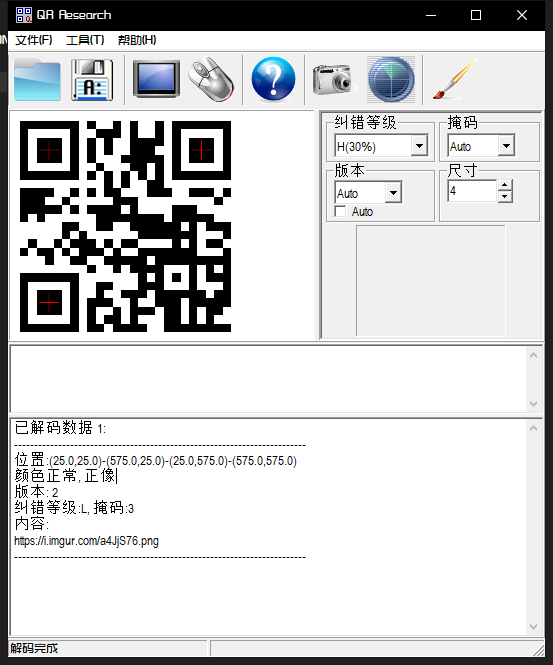 QR Research
文件(F) 工具(T) 帮助(H)
A:
纠错等级
掩码
H(30%)
Auto
版本
尺寸
Auto
4
Auto
已解码数据 1:
-------------------------------------------------------------------------
位置:(25.0,25.0)-(575.0,25.0)-(25.0,575.0)-(575.0,575.0)
颜色正常, 正像
版本: 2
纠错等级:L, 掩码:3
内容:
https://i.imgur.com/a4JjS76.png
-------------------------------------------------------------------------
解码完成